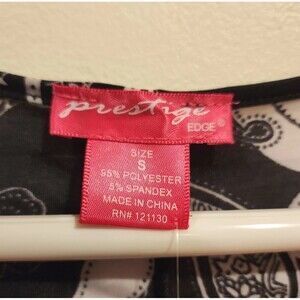 prestige
EDGE®
SIZE
S
95% POLYESTER
5% SPANDEX
MADE IN CHINA
RN# 121130